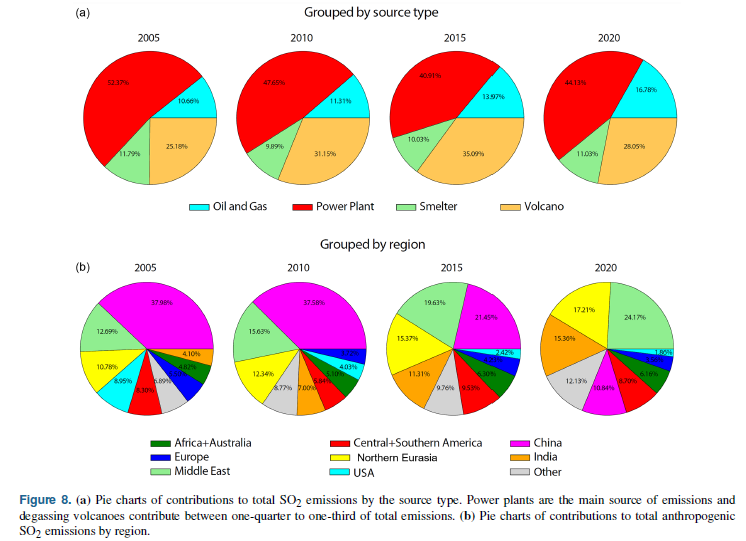 (a)
Grouped by source type
2005
2010
2015
2020
52.37%
10.66%
11.79%
25.18%
47.65%
11.31%
9.89%
31.15%
40.91%
13.97%
10.03%
35.09%
44.13%
16.78%
11.03%
28.05%
Oil and Gas
Power Plant
Smelter
Volcano
Grouped by region
(b)
2005
2010
2015
2020
37.98%
12.69%
10.78%
8.95%
4.10%
37.58%
15.63%
12.34%
8.77%
7.00%
4.03%
19.63%
21.45%
15.37%
11.31%
9.76%
9.53%
2.42%
17.21%
24.17%
15.36%
12.13%
10.84%
8.70%
1.86%
Africa+Australia
Central+Southern America
China
Europe
Northern Eurasia
India
Middle East
USA
Other
Figure 8. (a) Pie charts of contributions to total SO2 emissions by the source type. Power plants are the main source of emissions and
degassing volcanoes contribute between one-quarter to one-third of total emissions. (b) Pie charts of contributions to total anthropogenic
SO2 emissions by region.